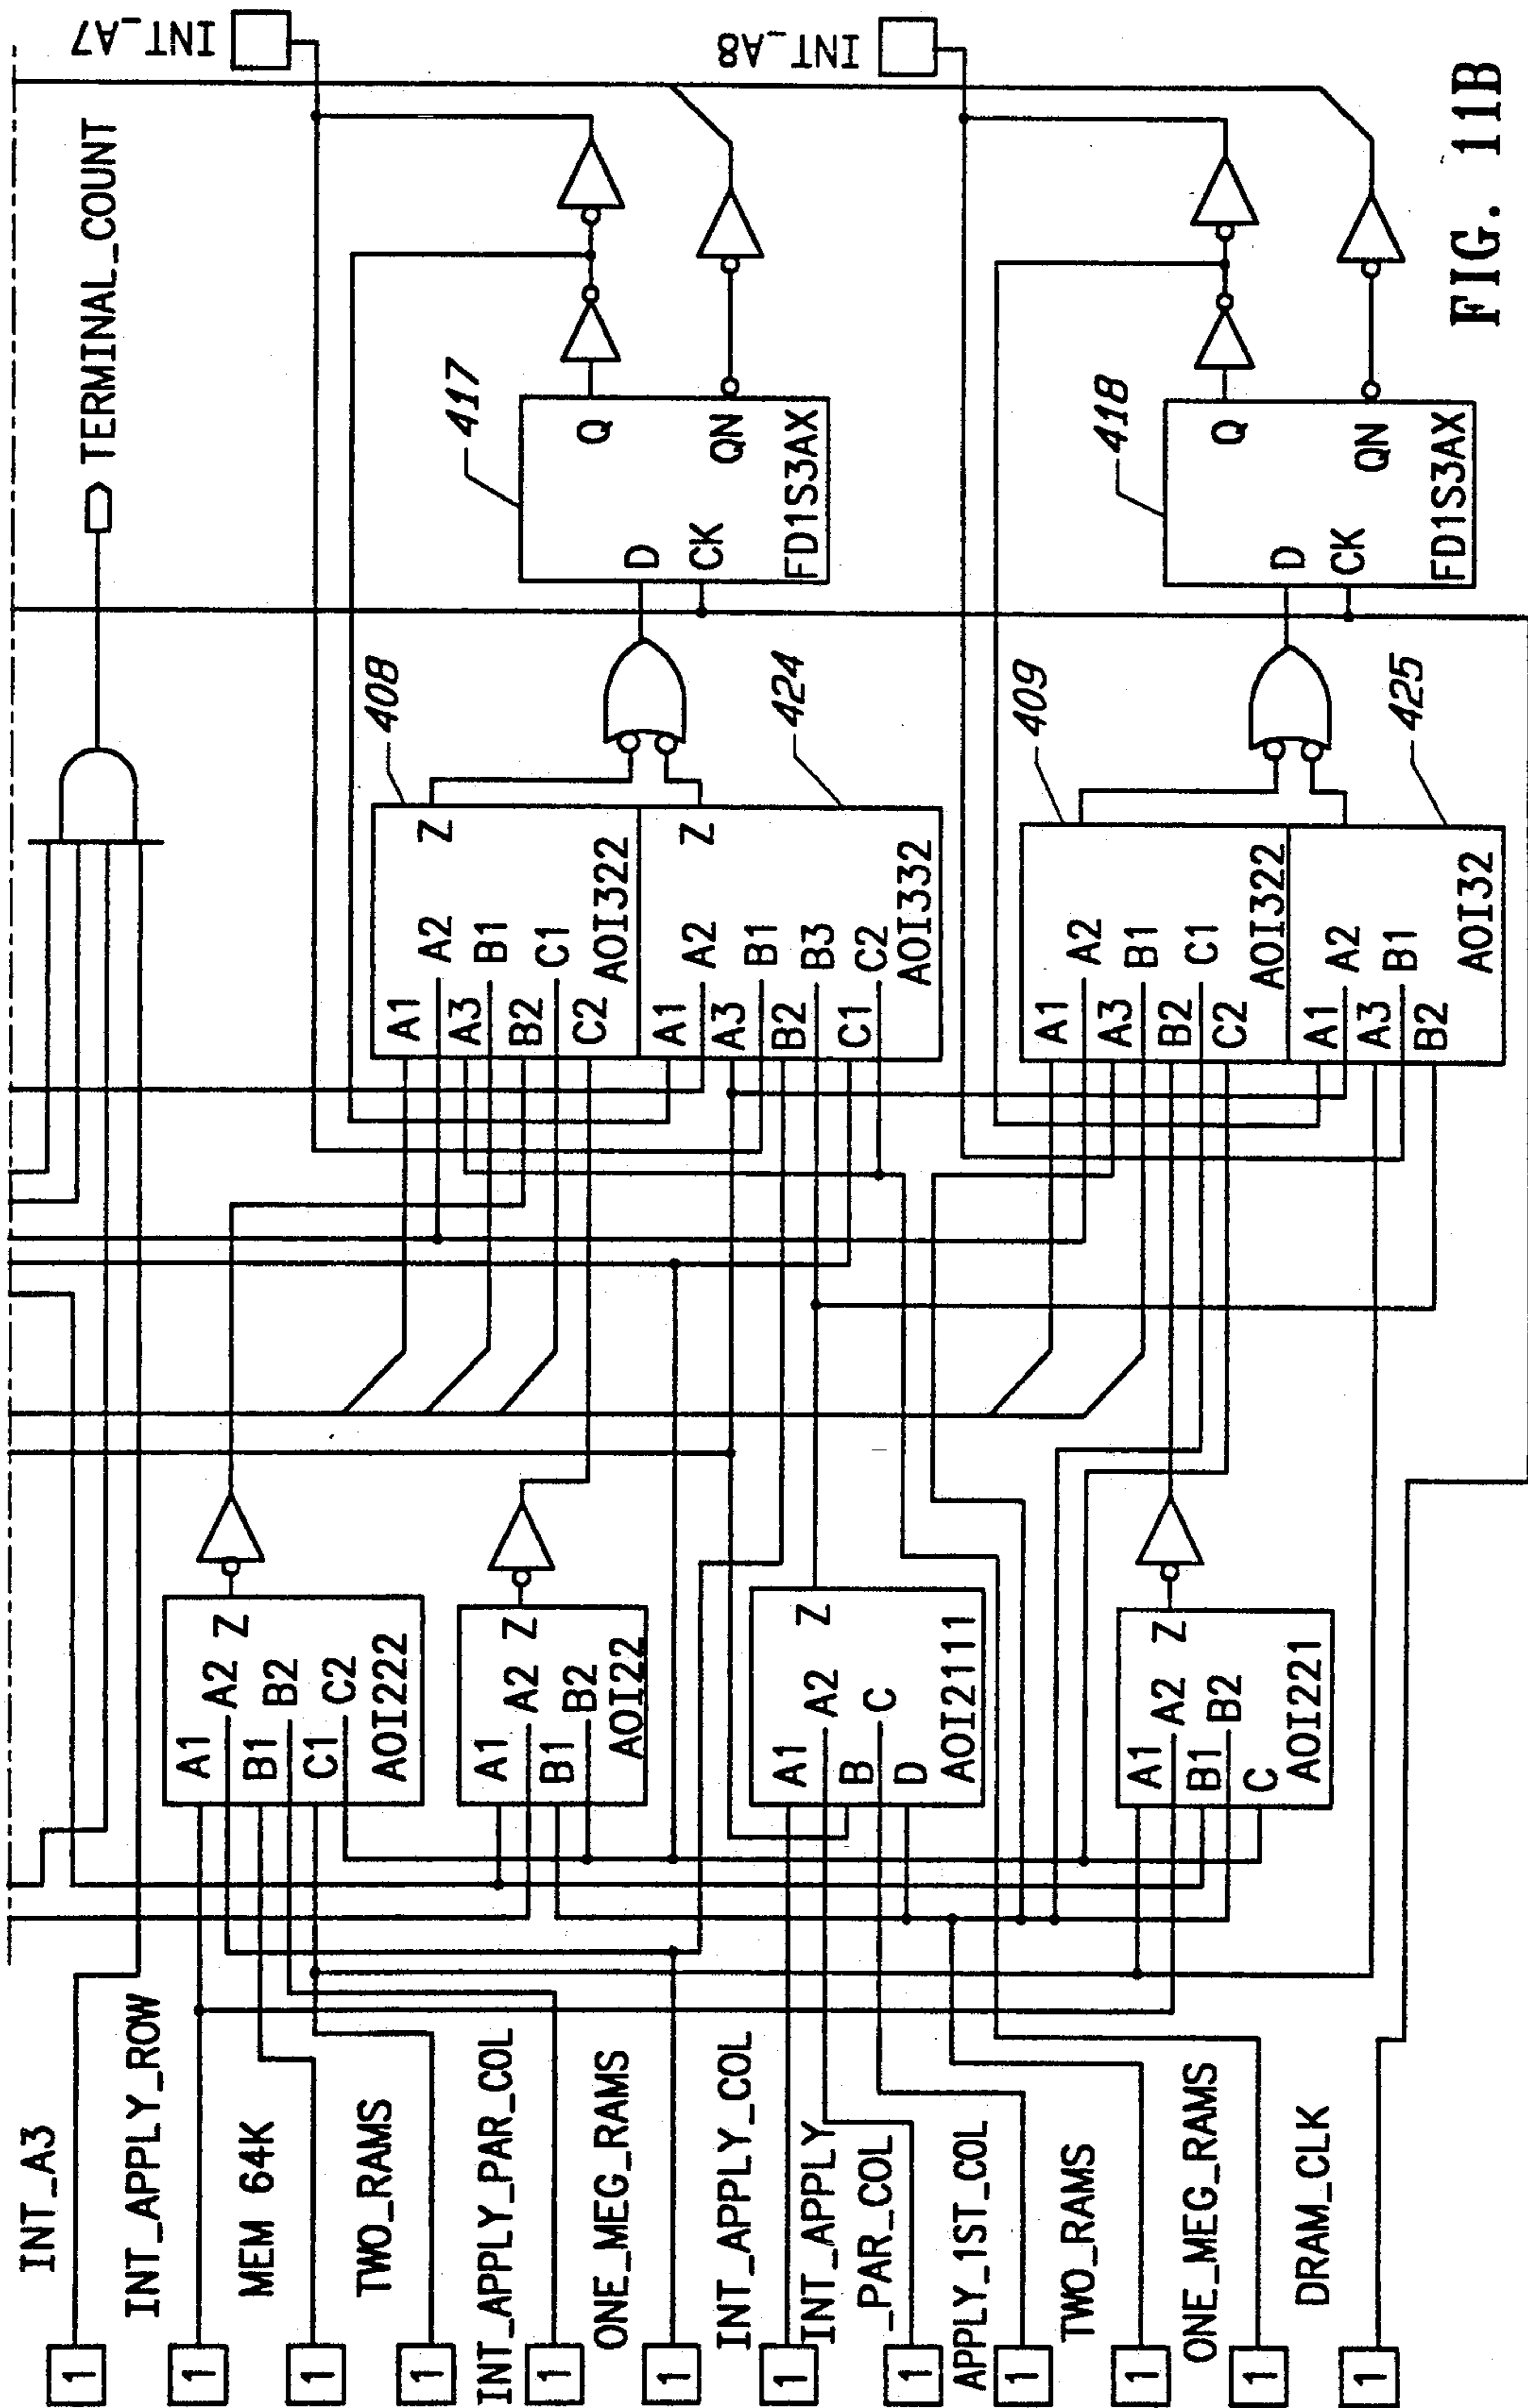 INT_A3
1
INT_APPLY_ROW
1
MEM 64K
1
TWO_RAMS
1
INT_APPLY_PAR_COL
1
ONE_MEG_RAMS
1
INT_APPLY_COL
1
INT_APPLY
_PAR_COL
1
APPLY_1ST_COL
1
TWO_RAMS
1
ONE_MEG_RAMS
1
DRAM_CLK
1
A1
A2
Z
B1
B2
C1
C2
AOI222
A1
A2
Z
B1
B2
AOI22
A1
A2
Z
B
C
D
AOI2111
A1
A2
Z
B1
B2
C
AOI221
TERMINAL_COUNT
408
A1
A2
Z
A3
B1
B2
C1
C2
AOI322
A1
A2
Z
A3
B1
B2
B3
C1
C2
AOI332
424
409
A1
A2
A3
B1
B2
C1
C2
AOI322
A1
A2
A3
B1
B2
AOI32
425
417
D
Q
CK
QN
FD1S3AX
418
D
Q
CK
QN
FD1S3AX
INT_A7
INT_A8
FIG. 11B